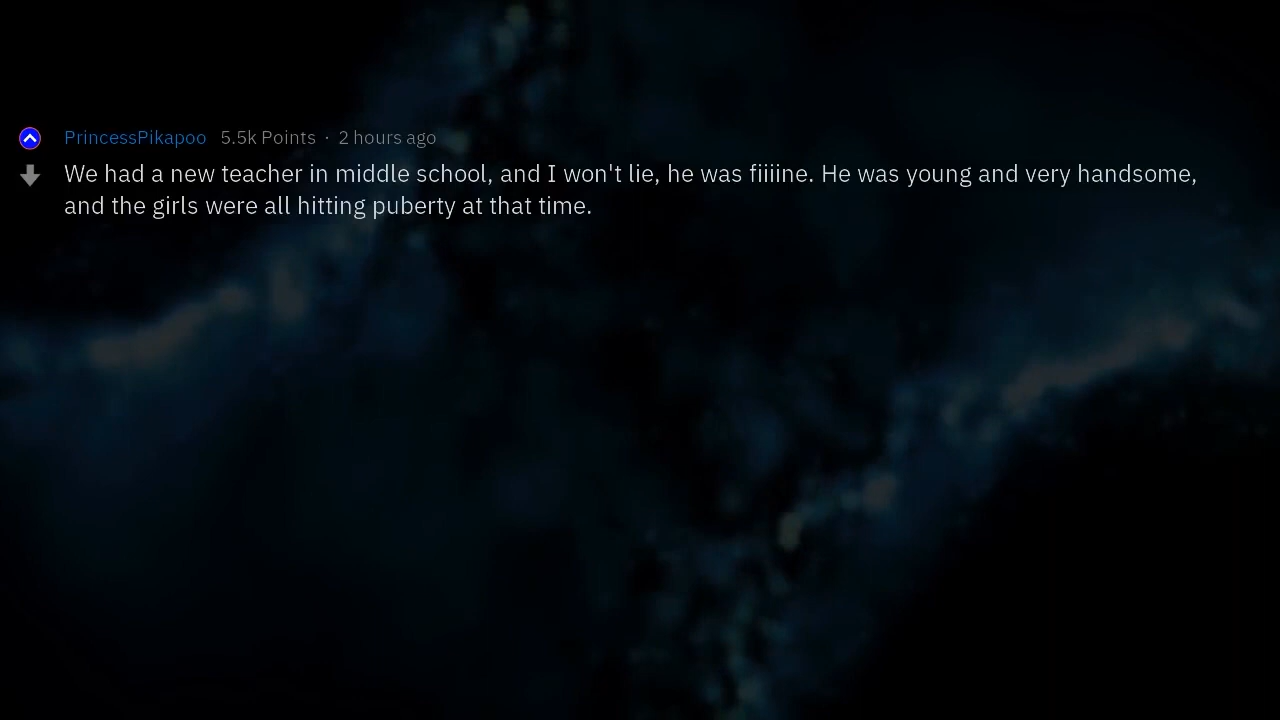 PrincessPikapoo 5.5k Points · 2 hours ago
We had a new teacher in middle school, and I won't lie, he was fiiiine. He was young and very handsome,
and the girls were all hitting puberty at that time.